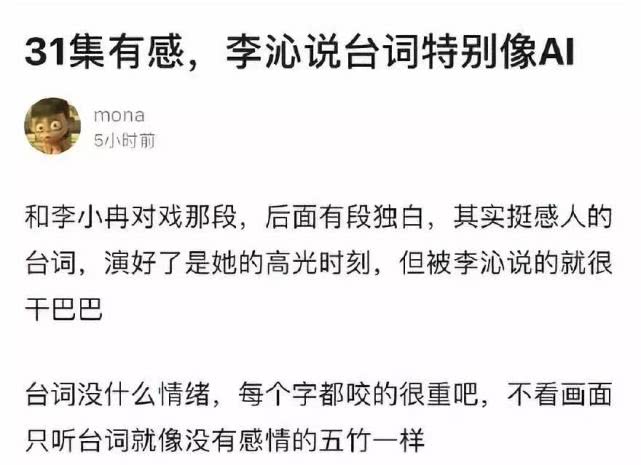 31集有感，李沁说台词特别像AI
mona
5小时前
和李小冉对戏那段，后面有段独白，其实挺感人的
台词，演好了是她的高光时刻，但被李沁说的就很
干巴巴
台词没什么情绪，每个字都咬的很重吧，不看画面
只听台词就像没有感情的五竹一样